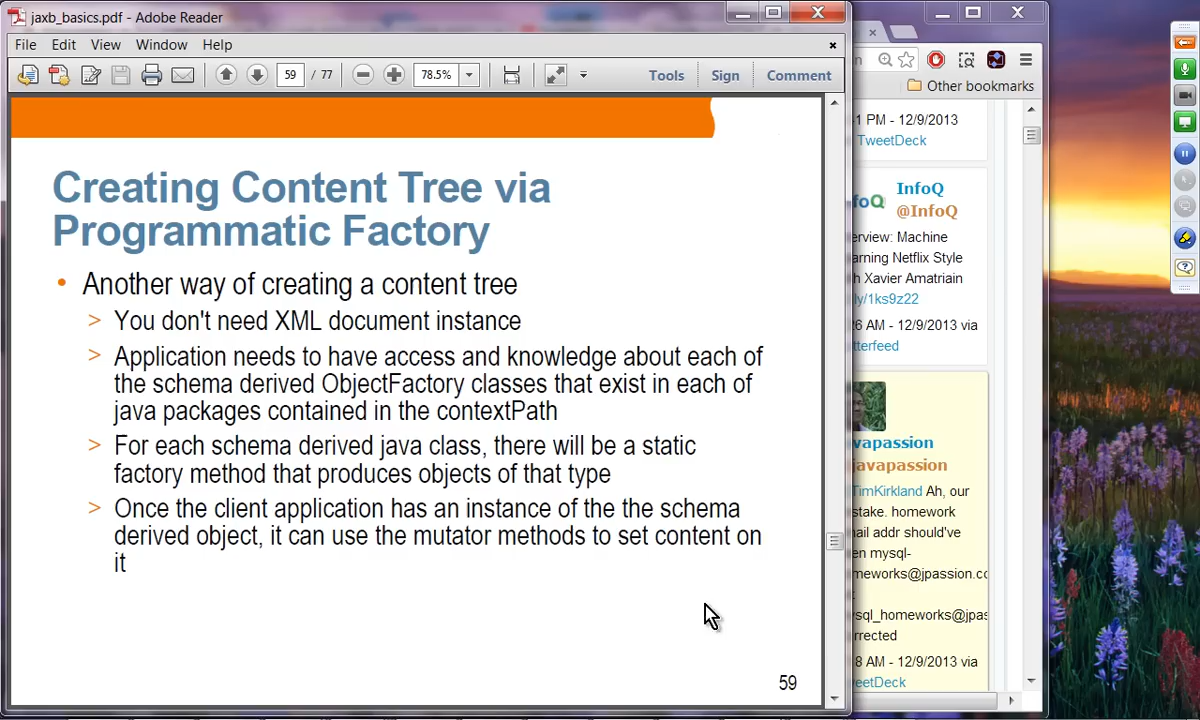 jaxb_basics.pdf - Adobe Reader
File Edit View Window Help
59 / 77 78.5% Tools Sign Comment
Creating Content Tree via
Programmatic Factory
• Another way of creating a content tree
> You don't need XML document instance
> Application needs to have access and knowledge about each of
the schema derived ObjectFactory classes that exist in each of
java packages contained in the contextPath
> For each schema derived java class, there will be a static
factory method that produces objects of that type
> Once the client application has an instance of the the schema
derived object, it can use the mutator methods to set content on
it
59
Other bookmarks
1 PM - 12/9/2013
TweetDeck
InfoQ
foQ
@InfoQ
erview: Machine
arning Netflix Style
h Xavier Amatriain
ly/1ks9z22
26 AM - 12/9/2013 via
tterfeed
vapassion
javapassion
TimKirkland Ah, our
stake. homework
nail addr should've
en mysql-
meworks@jpassion.co
sql_homeworks@jpas
rrected
8 AM - 12/9/2013 via
weetDeck